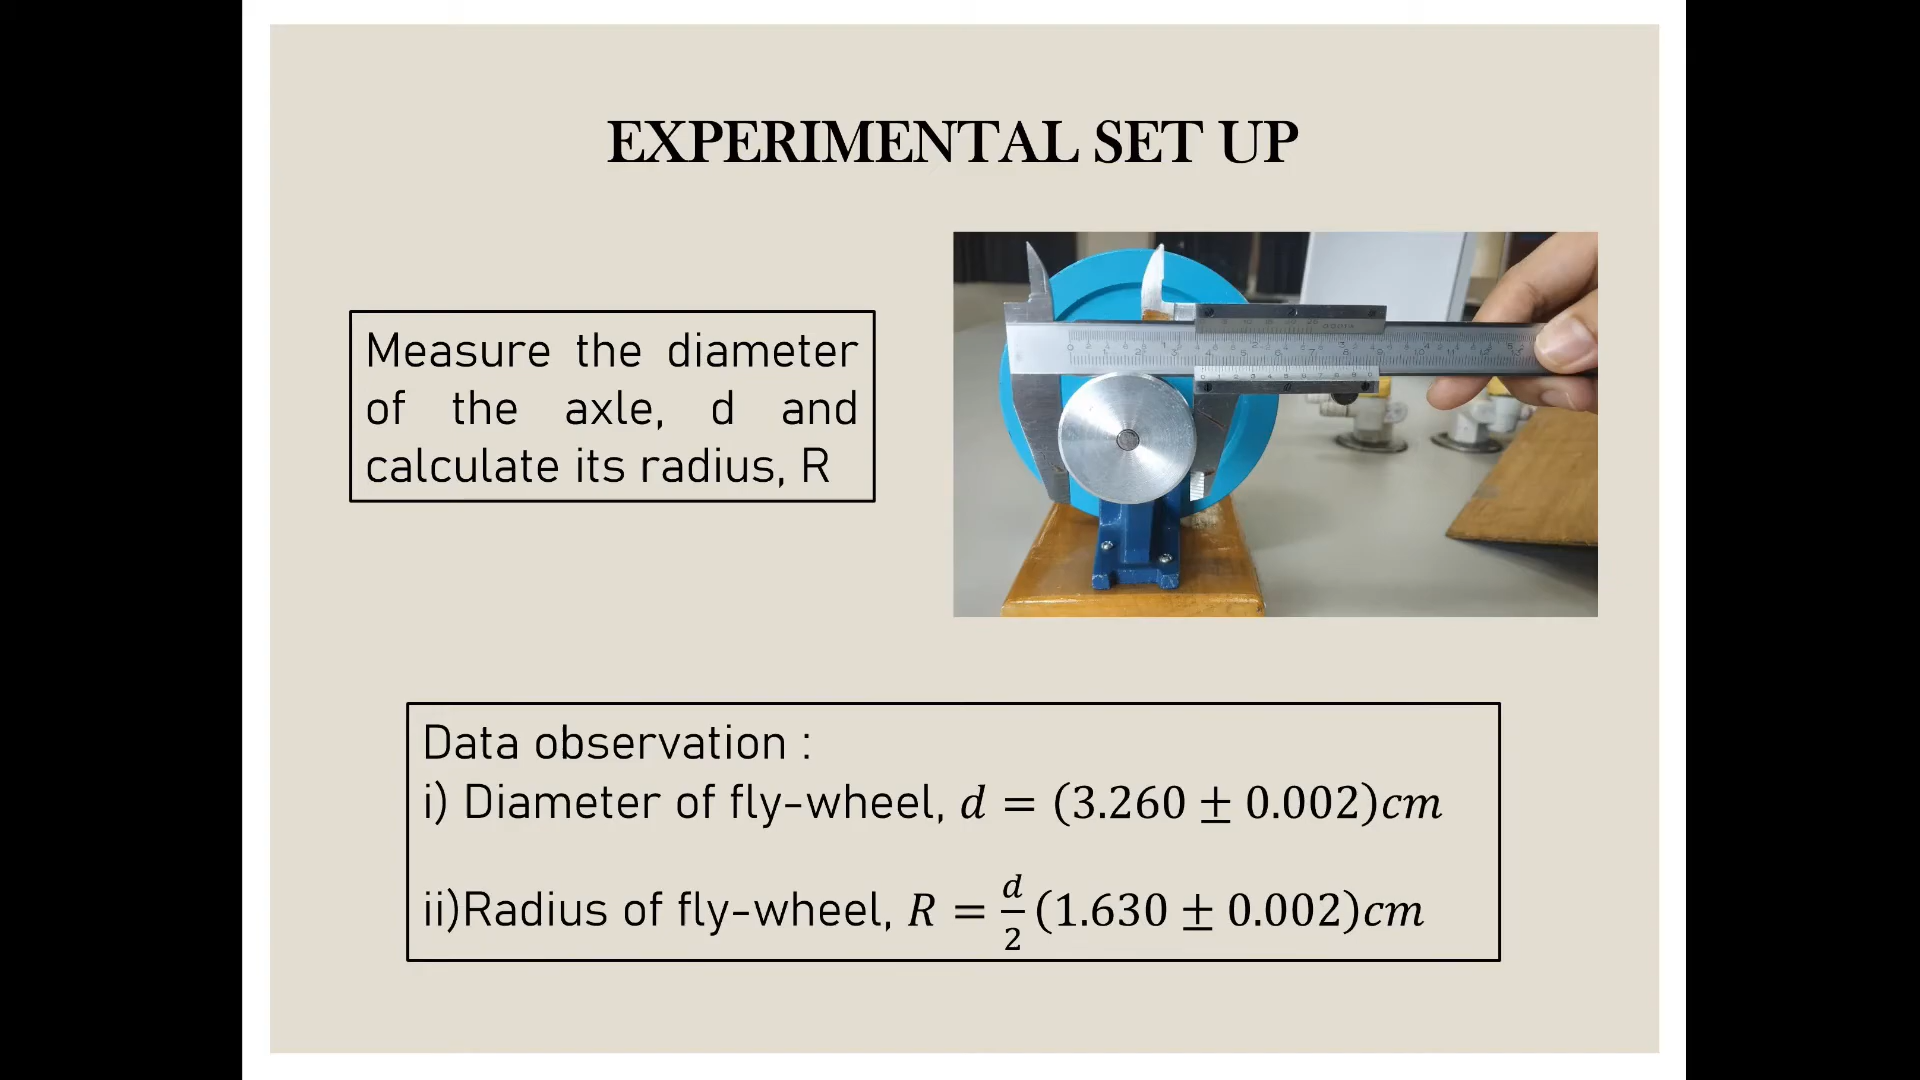 EXPERIMENTAL SET UP
Measure the diameter
of the axle, d and
calculate its radius, R
Data observation :
i) Diameter of fly-wheel, d = (3.260 ± 0.002)cm
ii)Radius of fly-wheel, R = d/2 (1.630 ± 0.002)cm